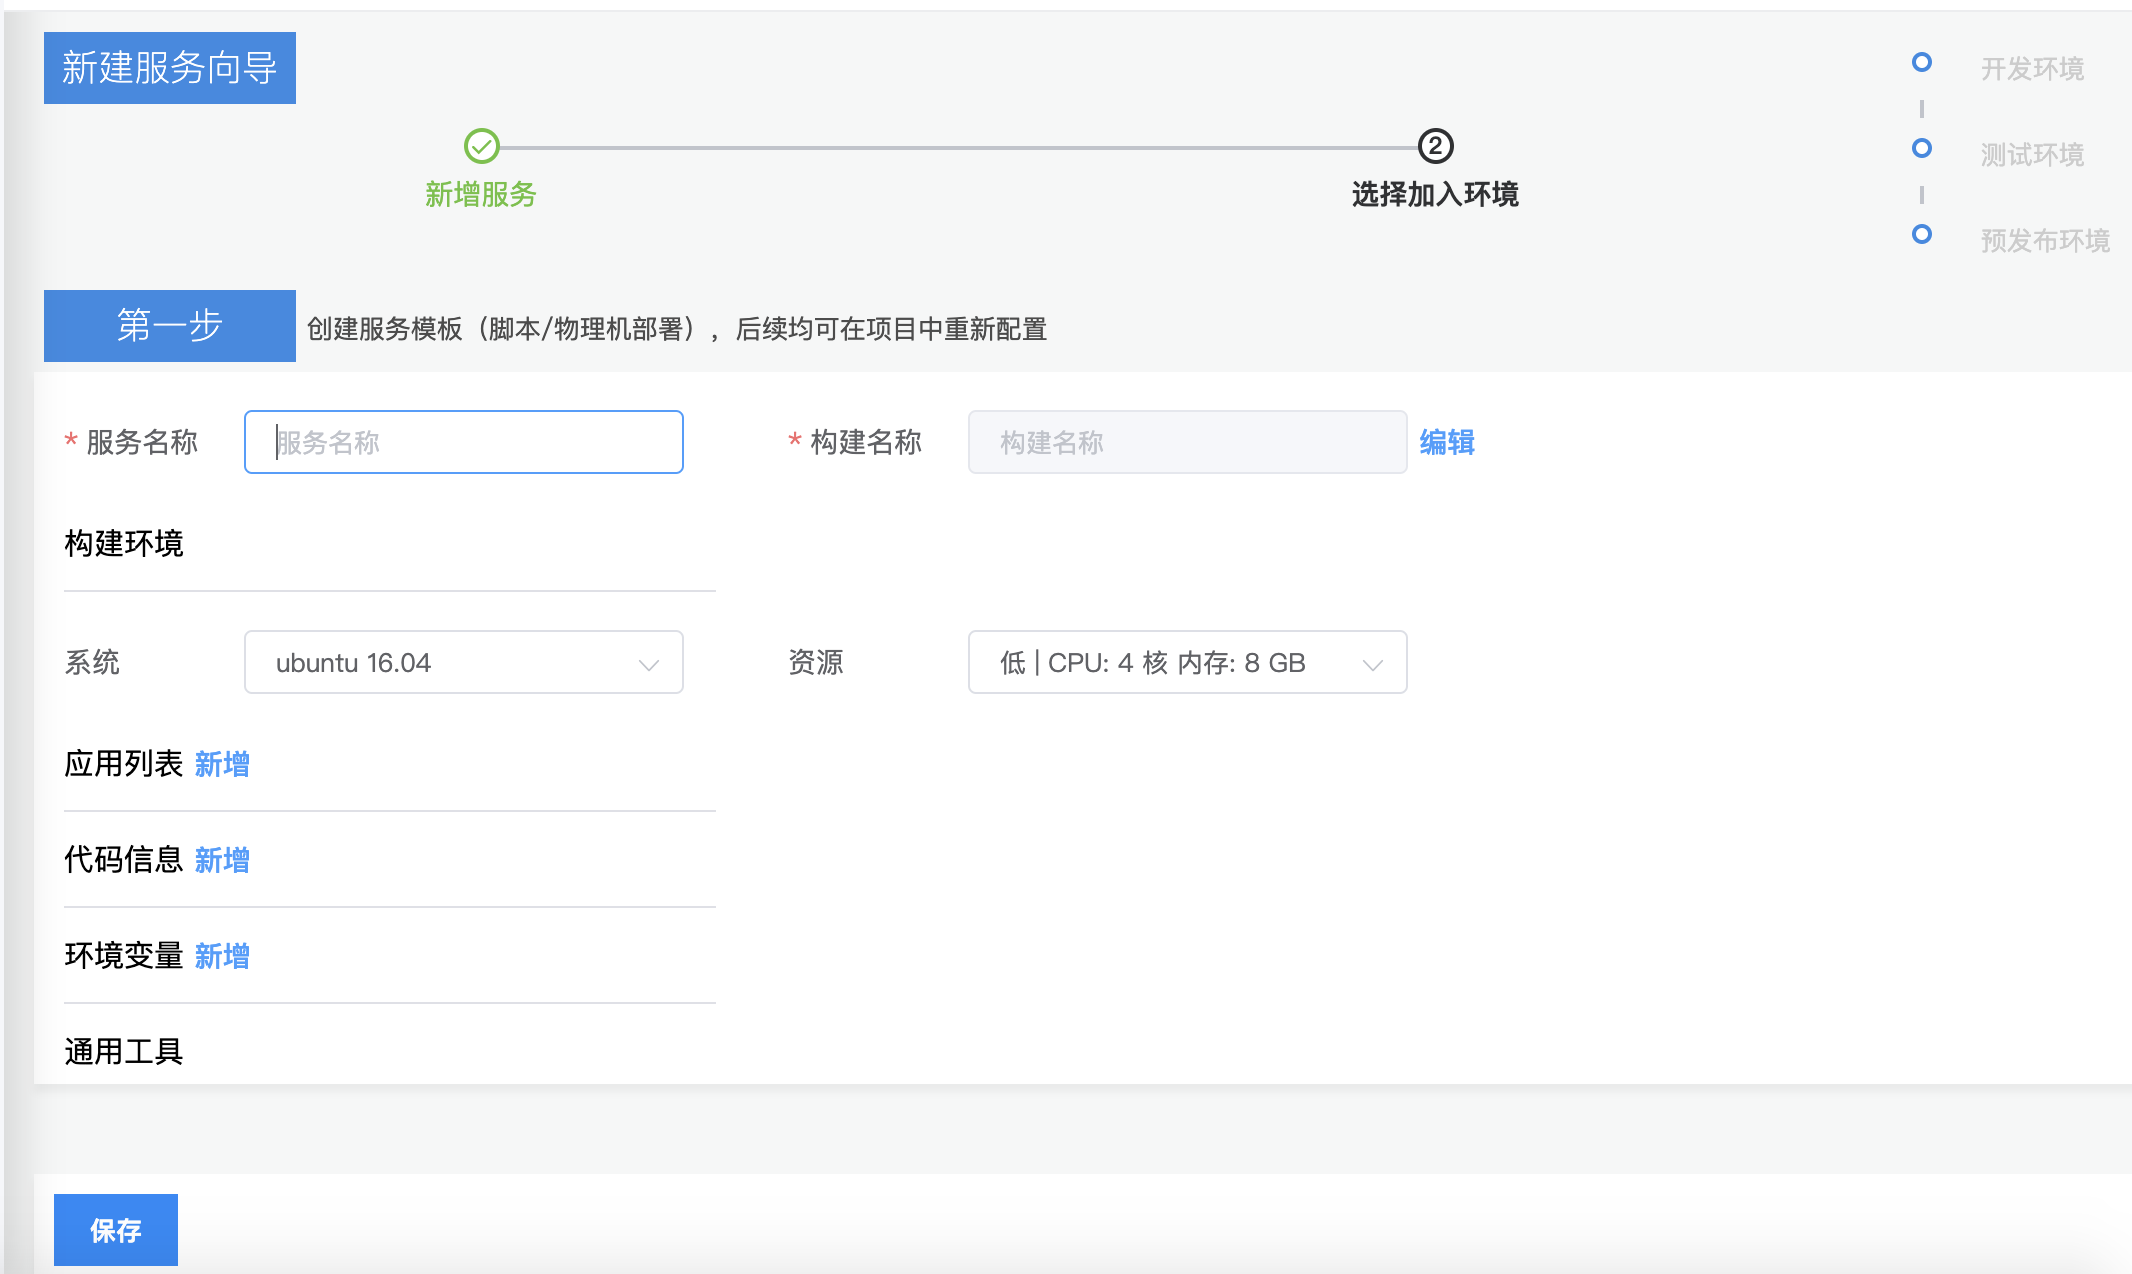 新建服务向导
开发环境
测试环境
预发布环境
2
新增服务
选择加入环境
第一步 创建服务模板（脚本/物理机部署），后续均可在项目中重新配置
* 服务名称 服务名称 * 构建名称 构建名称 编辑
构建环境
系统 ubuntu 16.04 资源 低 | CPU: 4 核 内存: 8 GB
应用列表 新增
代码信息 新增
环境变量 新增
通用工具
保存